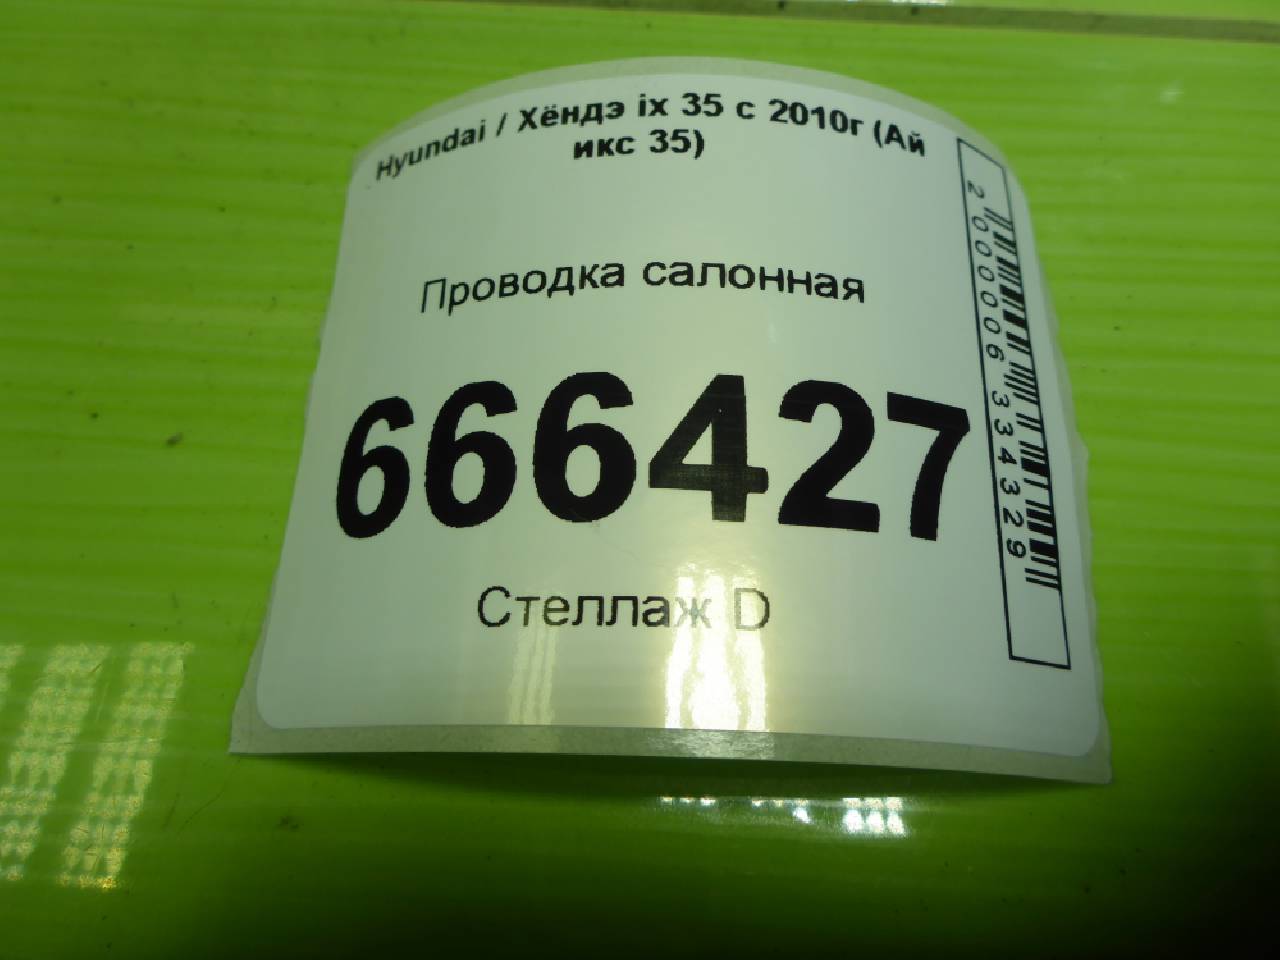 Hyundai / Хёндэ ix 35 с 2010г (Ай
икс 35)
Проводка салонная
666427
Стеллаж D
2000006334329